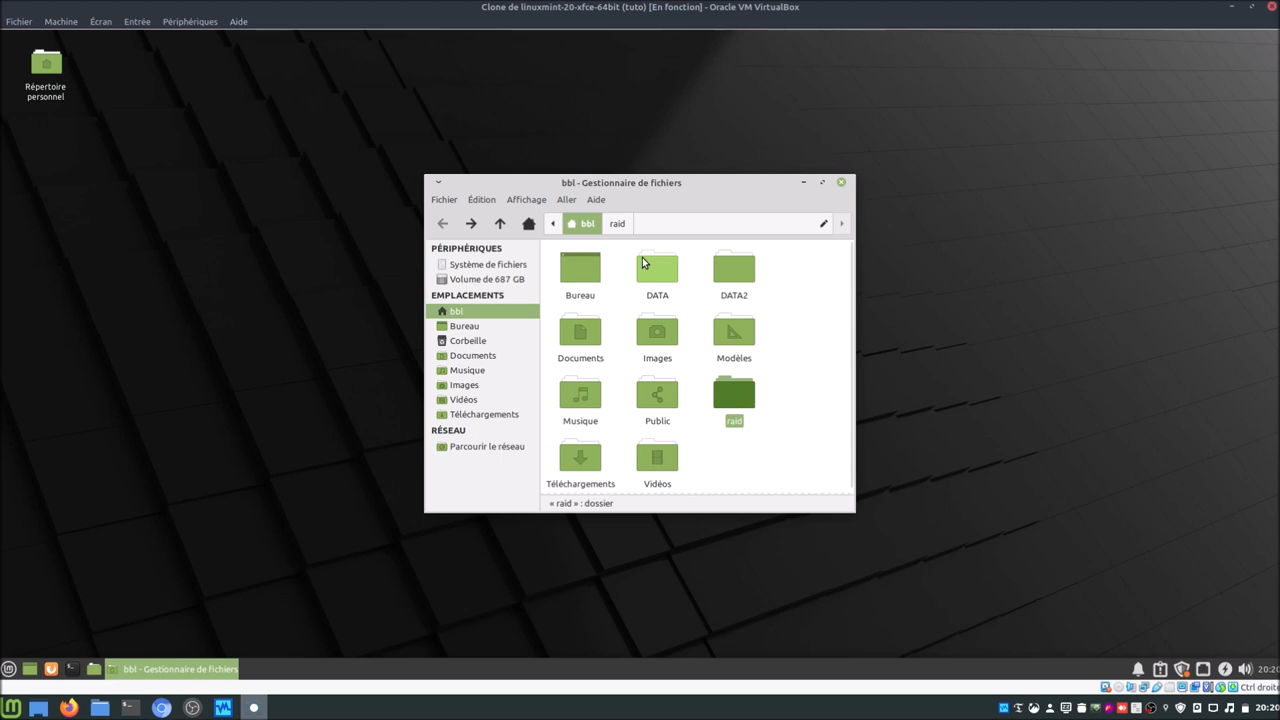 Clone de linuxmint-20-xfce-64bit (tuto) [En fonction] - Oracle VM VirtualBox
Fichier Machine Écran Entrée Périphériques Aide
Répertoire
personnel
bbl - Gestionnaire de fichiers
Fichier Édition Affichage Aller Aide
bbl raid
PÉRIPHÉRIQUES
Système de fichiers
Volume de 687 GB
EMPLACEMENTS
bbl
Bureau
Corbeille
Documents
Musique
Images
Vidéos
Téléchargements
RÉSEAU
Parcourir le réseau
Bureau DATA DATA2
Documents Images Modèles
Musique Public raid
Téléchargements Vidéos
« raid » : dossier
bbl - Gestionnaire de fichiers
20:20
Ctrl droite
20:20